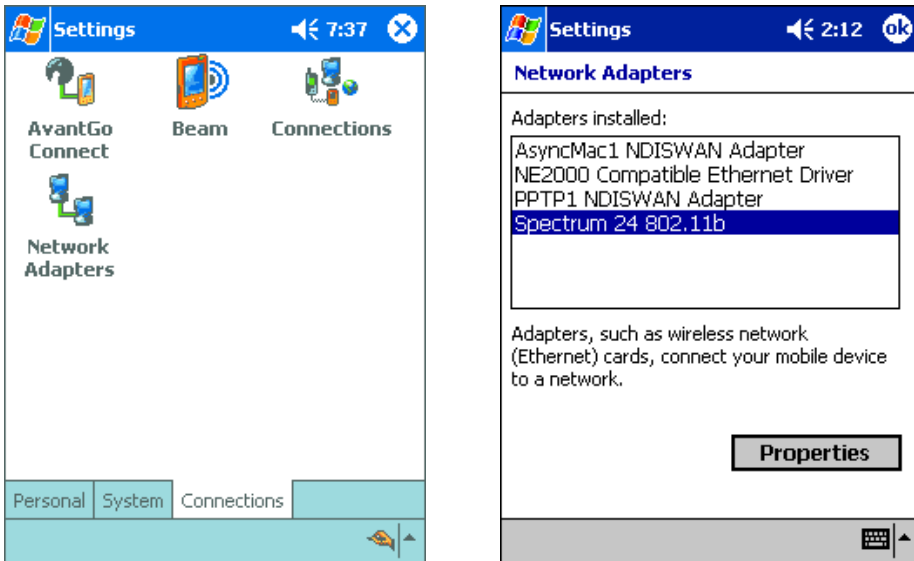 Settings 7:37
AvantGo
Connect
Beam
Connections
Network
Adapters
Personal System Connections
Settings 2:12 ok
Network Adapters
Adapters installed:
AsyncMac1 NDISWAN Adapter
NE2000 Compatible Ethernet Driver
PPTP1 NDISWAN Adapter
Spectrum 24 802.11b
Adapters, such as wireless network
(Ethernet) cards, connect your mobile device
to a network.
Properties